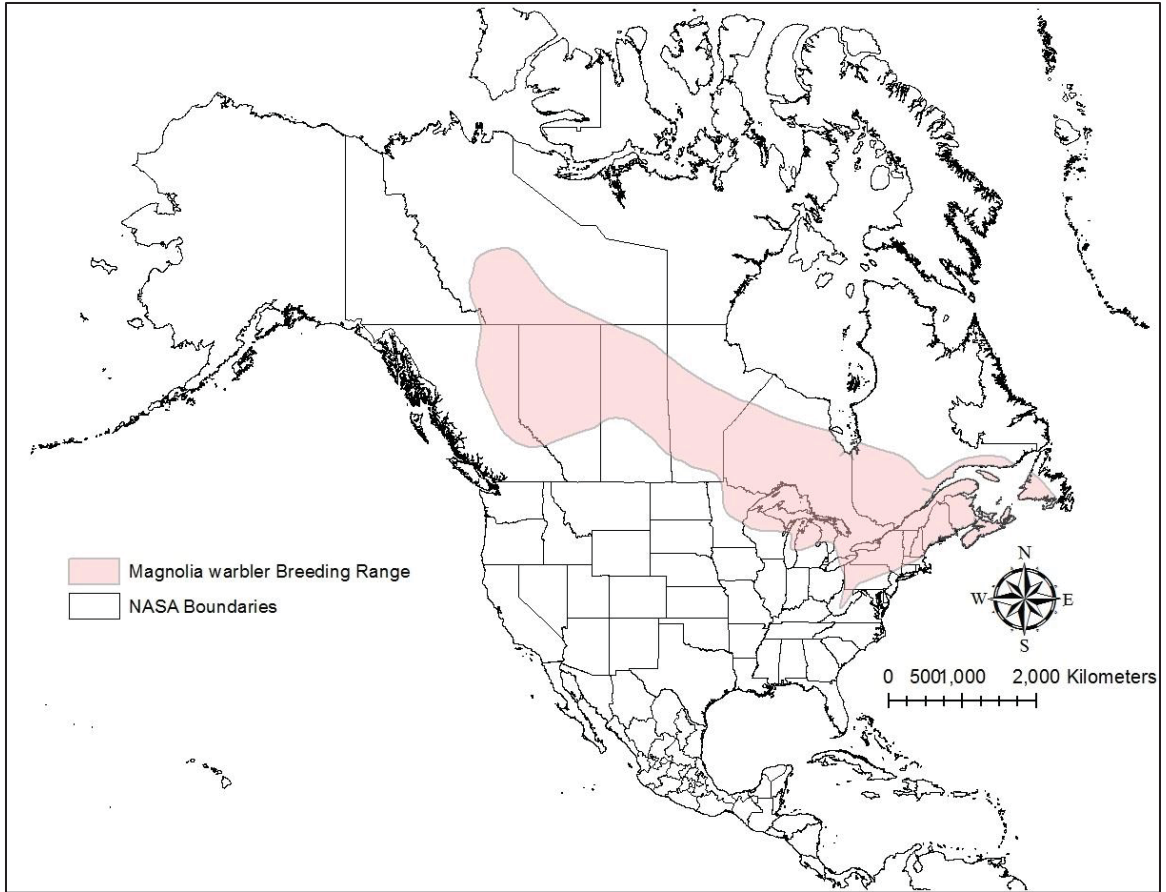 Magnolia warbler Breeding Range
NASA Boundaries
N
W E
S
0 5001,000 2,000 Kilometers